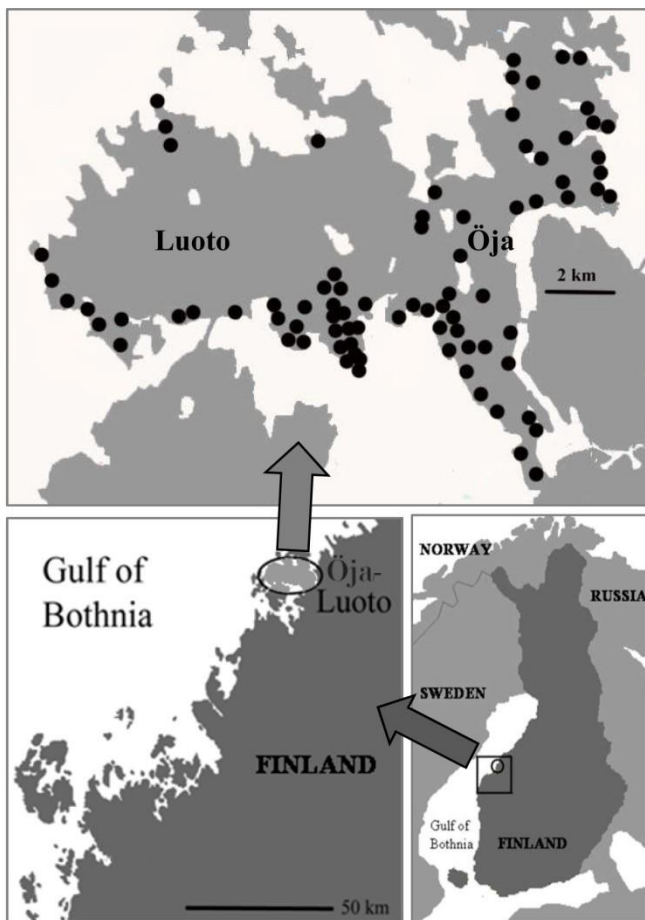 Luoto
Öja
2 km
Gulf of
Bothnia
Öja-
Luoto
FINLAND
50 km
NORWAY
RUSSIA
SWEDEN
Gulf of
Bothnia
FINLAND